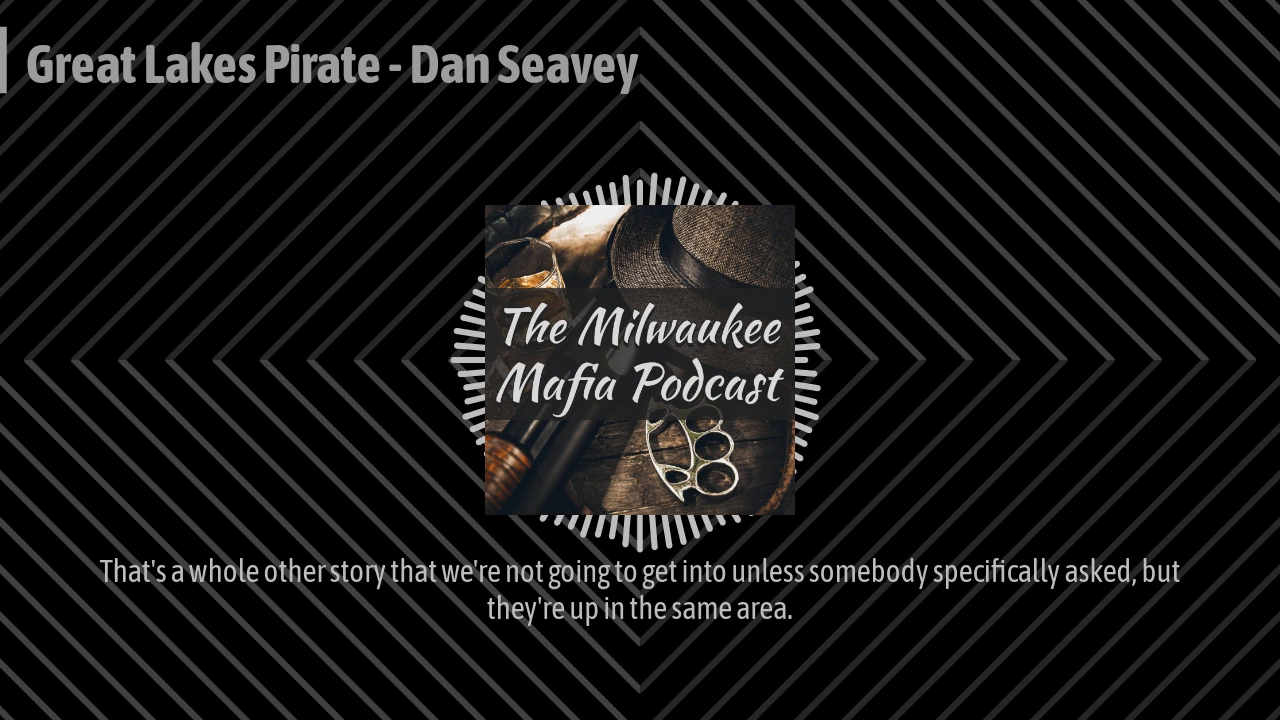 Great Lakes Pirate - Dan Seavey
The Milwaukee
Mafia Podcast
That's a whole other story that we're not going to get into unless somebody specifically asked, but
they're up in the same area.